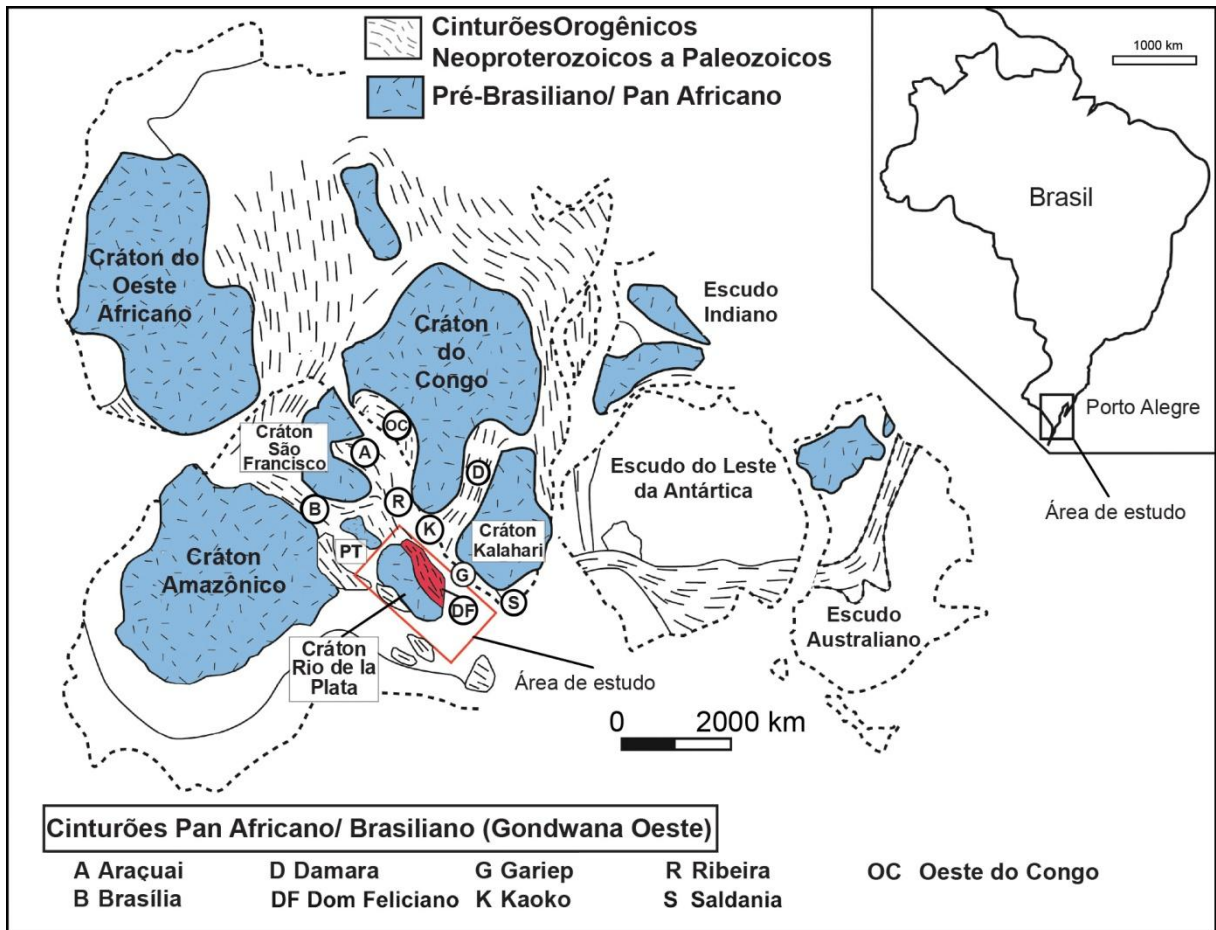 CinturõesOrogênicos
Neoproterozoicos a Paleozoicos
Pré-Brasiliano/ Pan Africano
1000 km
Brasil
Porto Alegre
Área de estudo
Cráton do
Oeste
Africano
Cráton
do
Congo
Escudo
Indiano
OC
Cráton
São
Francisco
A
D
Escudo do Leste
da Antártica
B
R
K
Cráton
Kalahari
PT
Cráton
Amazônico
G
S
DF
Escudo
Australiano
Cráton
Rio de la
Plata
Área de estudo
0 2000 km
Cinturões Pan Africano/ Brasiliano (Gondwana Oeste)
A Araçuai D Damara G Gariep R Ribeira OC Oeste do Congo
B Brasília DF Dom Feliciano K Kaoko S Saldania